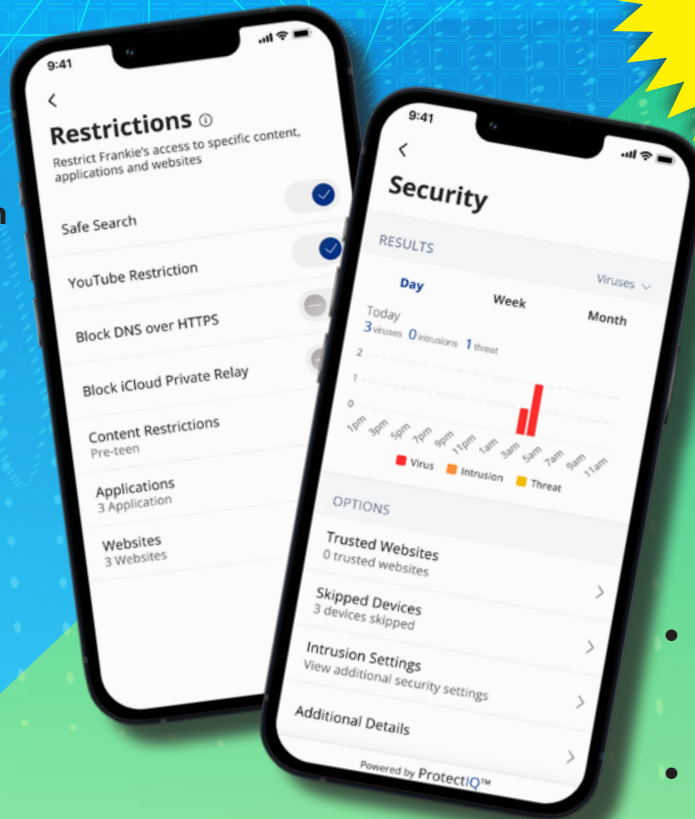 9:41
Restrictions
Restrict Frankie's access to specific content,
applications and websites
Safe Search
YouTube Restriction
Block DNS over HTTPS
Block iCloud Private Relay
Content Restrictions
Pre-teen
Applications
3 Application
Websites
3 Websites
n
9:41
Security
RESULTS
Viruses
Day Week Month
Today
3 viruses 0 intrusions 1 threat
2
1
0
1pm 3pm 5pm 7pm 9pm 11pm 1am 3am 5am 7am 9am 11am
Virus Intrusion Threat
OPTIONS
Trusted Websites
0 trusted websites
Skipped Devices
3 devices skipped
Intrusion Settings
View additional security settings
Additional Details
Powered by ProtectIQ™